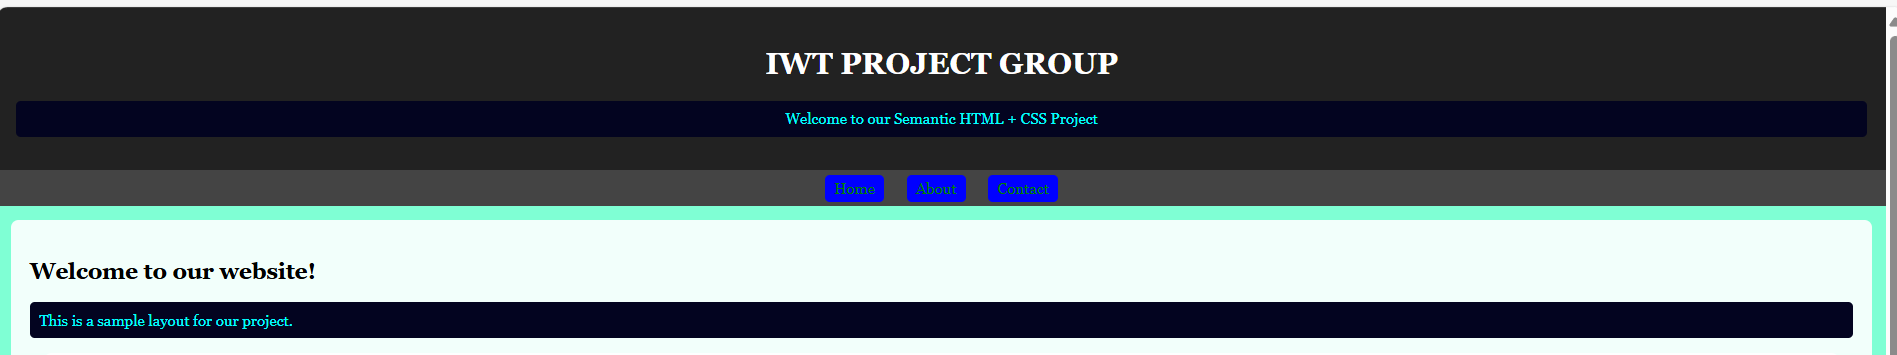 IWT PROJECT GROUP
Welcome to our Semantic HTML + CSS Project
Home About Contact
Welcome to our website!
This is a sample layout for our project.